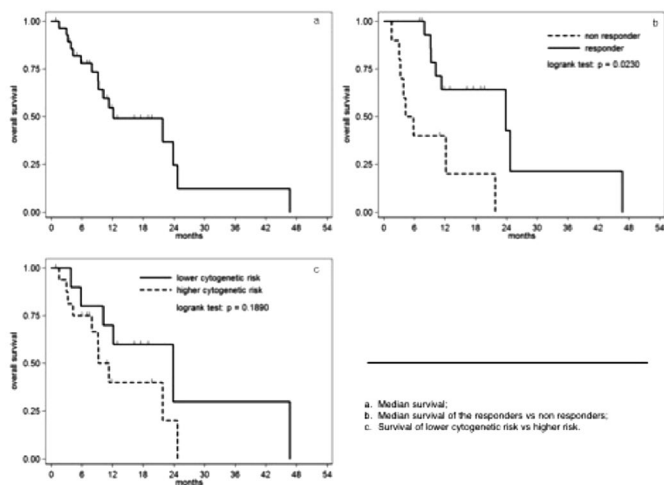 a
1.00
0.75
0.50
0.25
0.00
overall survival
0 6 12 18 24 30 36 42 48 54
months
b
non responder
responder
logrank test: p = 0.0230
1.00
0.75
0.50
0.25
0.00
overall survival
0 6 12 18 24 30 36 42 48 54
months
c
lower cytogenetic risk
higher cytogenetic risk
logrank test: p = 0.1890
1.00
0.75
0.50
0.25
0.00
overall survival
0 6 12 18 24 30 36 42 48 54
months
a. Median survival;
b. Median survival of the responders vs non responders;
c. Survival of lower cytogenetic risk vs higher risk.